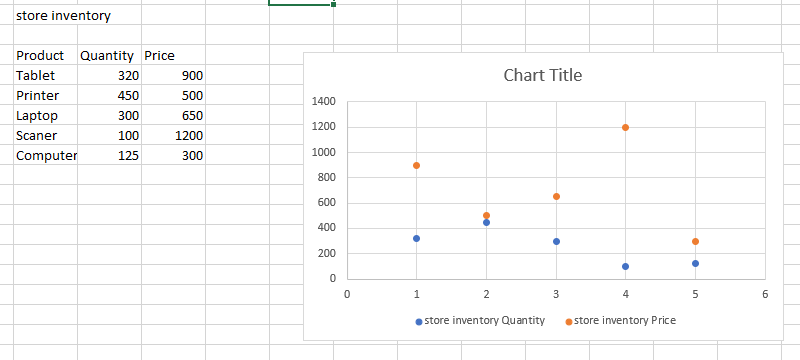 store inventory
Product Quantity Price
Tablet 320 900
Printer 450 500
Laptop 300 650
Scaner 100 1200
Computer 125 300
Chart Title
1400
1200
1000
800
600
400
200
0
0 1 2 3 4 5 6
store inventory Quantity store inventory Price